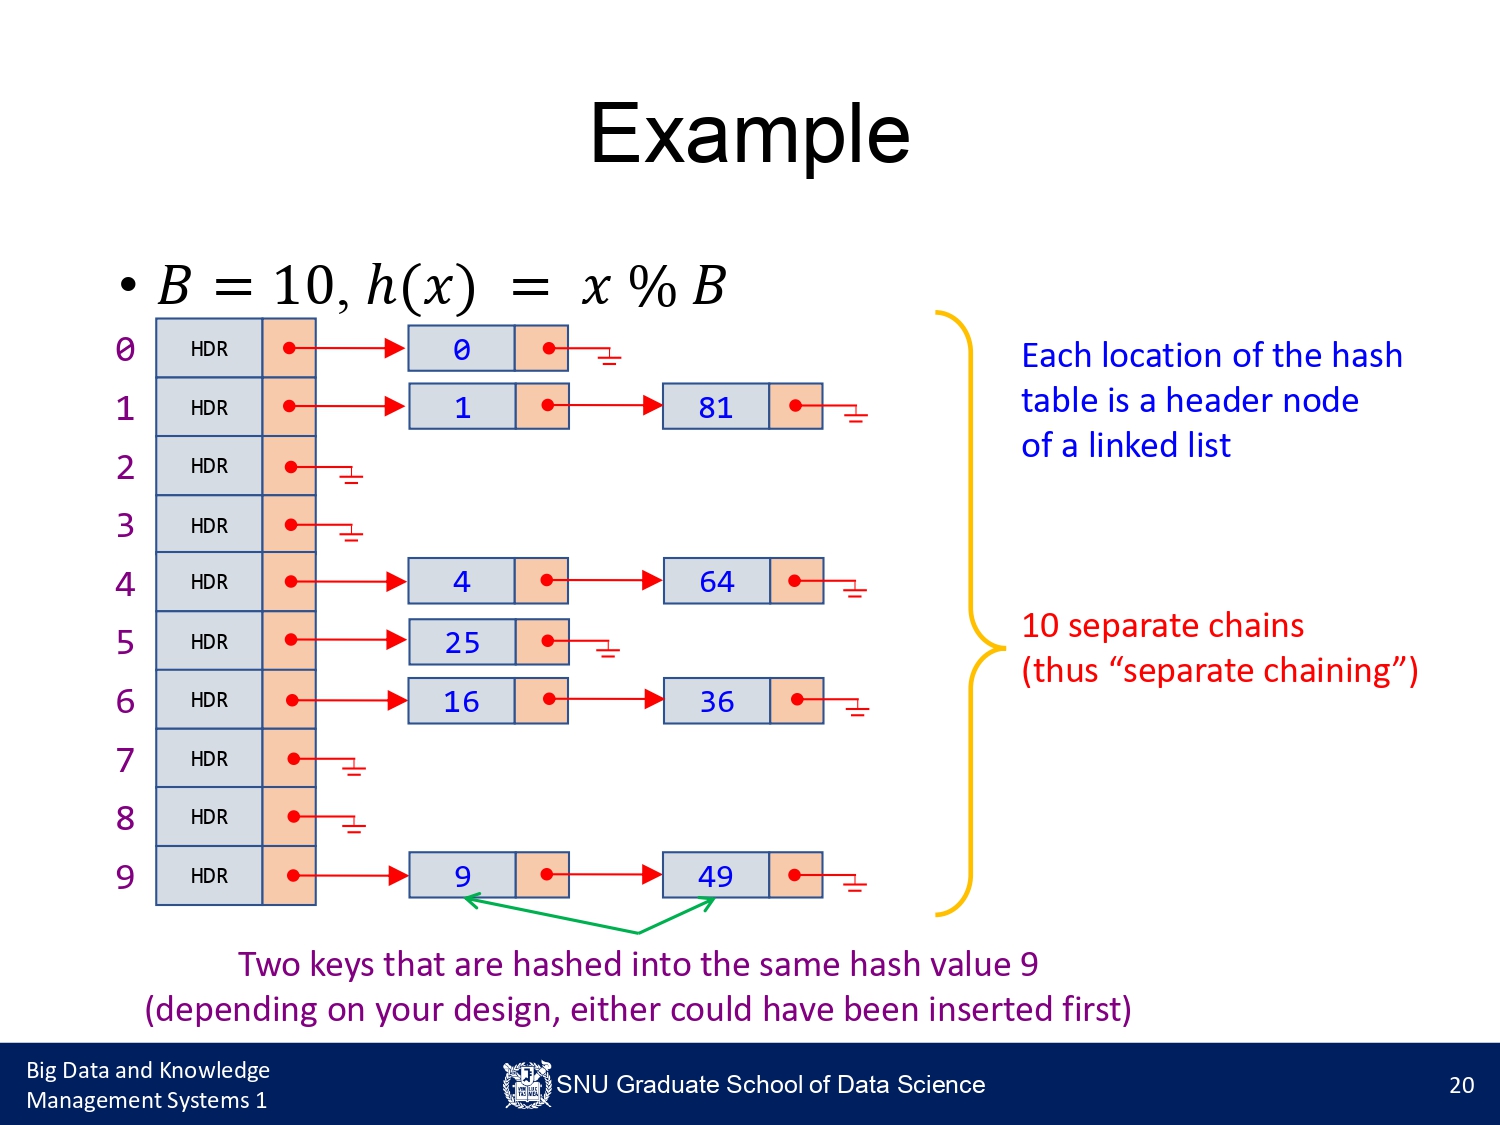 Example
• B = 10, h(x) = x % B
0 HDR 0
1 HDR 1 81
2 HDR
3 HDR
4 HDR 4 64
5 HDR 25
6 HDR 16 36
7 HDR
8 HDR
9 HDR 9 49
Each location of the hash
table is a header node
of a linked list
10 separate chains
(thus “separate chaining”)
Two keys that are hashed into the same hash value 9
(depending on your design, either could have been inserted first)
Big Data and Knowledge
Management Systems 1
SNU Graduate School of Data Science
20